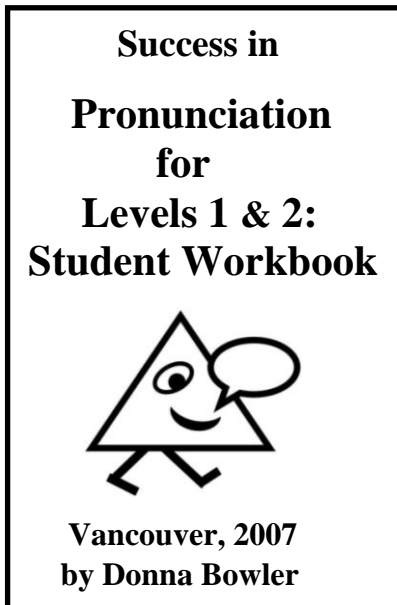 Success in
Pronunciation
for
Levels 1 & 2:
Student Workbook
Vancouver, 2007
by Donna Bowler